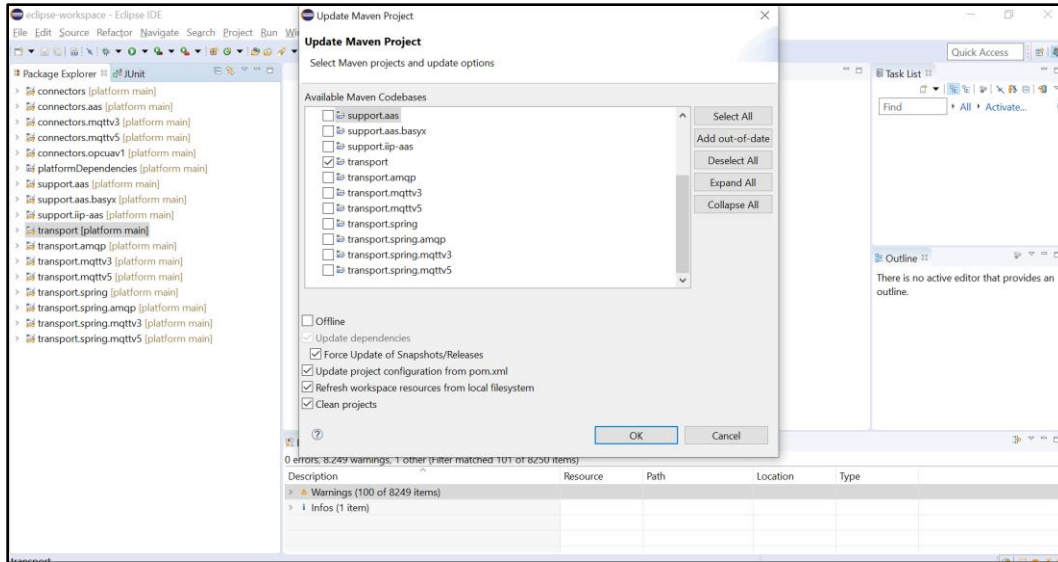 eclipse-workspace - Eclipse IDE
File Edit Source Refactor Navigate Search Project Run
Quick Access
Package Explorer JUnit
connectors [platform main]
connectors.aas [platform main]
connectors.mqttv3 [platform main]
connectors.mqttv5 [platform main]
connectors.opcuav1 [platform main]
platformDependencies [platform main]
support.aas [platform main]
support.aas.basyx [platform main]
support.iip-aas [platform main]
transport [platform main]
transport.amqp [platform main]
transport.mqttv3 [platform main]
transport.mqttv5 [platform main]
transport.spring [platform main]
transport.spring.amqp [platform main]
transport.spring.mqttv3 [platform main]
transport.spring.mqttv5 [platform main]
Update Maven Project
Update Maven Project
Select Maven projects and update options
Available Maven Codebases
support.aas
support.aas.basyx
support.iip-aas
transport
transport.amqp
transport.mqttv3
transport.mqttv5
transport.spring
transport.spring.amqp
transport.spring.mqttv3
transport.spring.mqttv5
Select All
Add out-of-date
Deselect All
Expand All
Collapse All
Offline
Update dependencies
Force Update of Snapshots/Releases
Update project configuration from pom.xml
Refresh workspace resources from local filesystem
Clean projects
OK Cancel
Task List
Find All Activate...
Outline
There is no active editor that provides an
outline.
0 errors, 8.249 warnings, 1 other (Filter matched 101 of 8250 items)
Description Resource Path Location Type
Warnings (100 of 8249 items)
Infos (1 item)